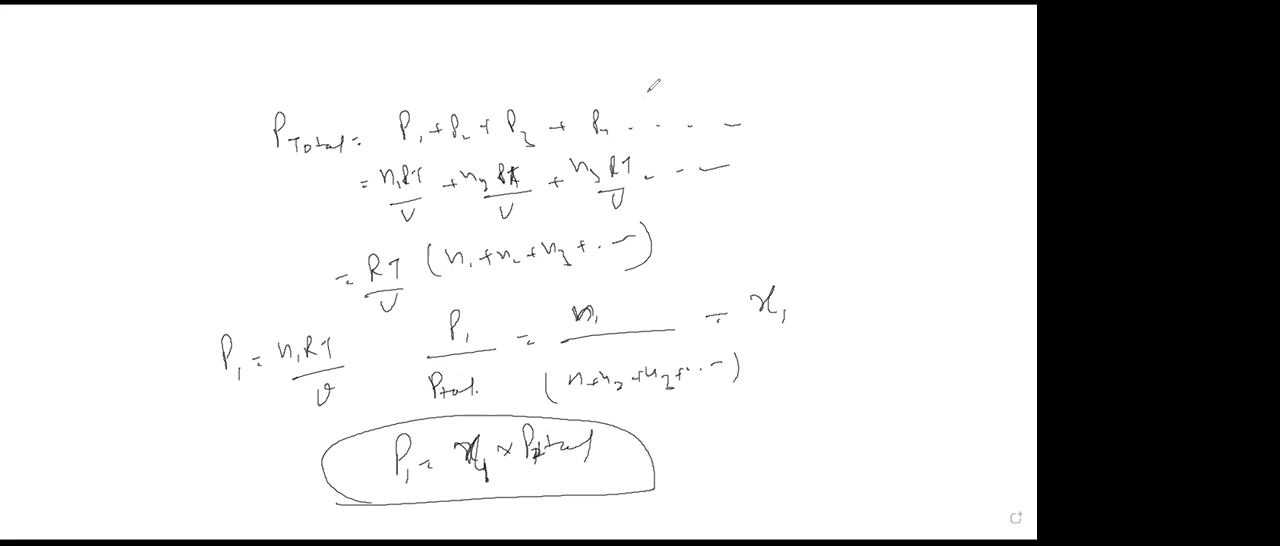 P_Total = P₁ + P₂ + P₃ + P₄ . . . . –
= n₁RT/V + n₂RT/V + n₃RT/V . - –
= RT/V (n₁ + n₂ + n₃ + . . –)
P₁ = n₁RT/V P₁/P_total = n₁/(n₁+n₂+n₃+..–) = x₁
P₁ = x₁ × P_total